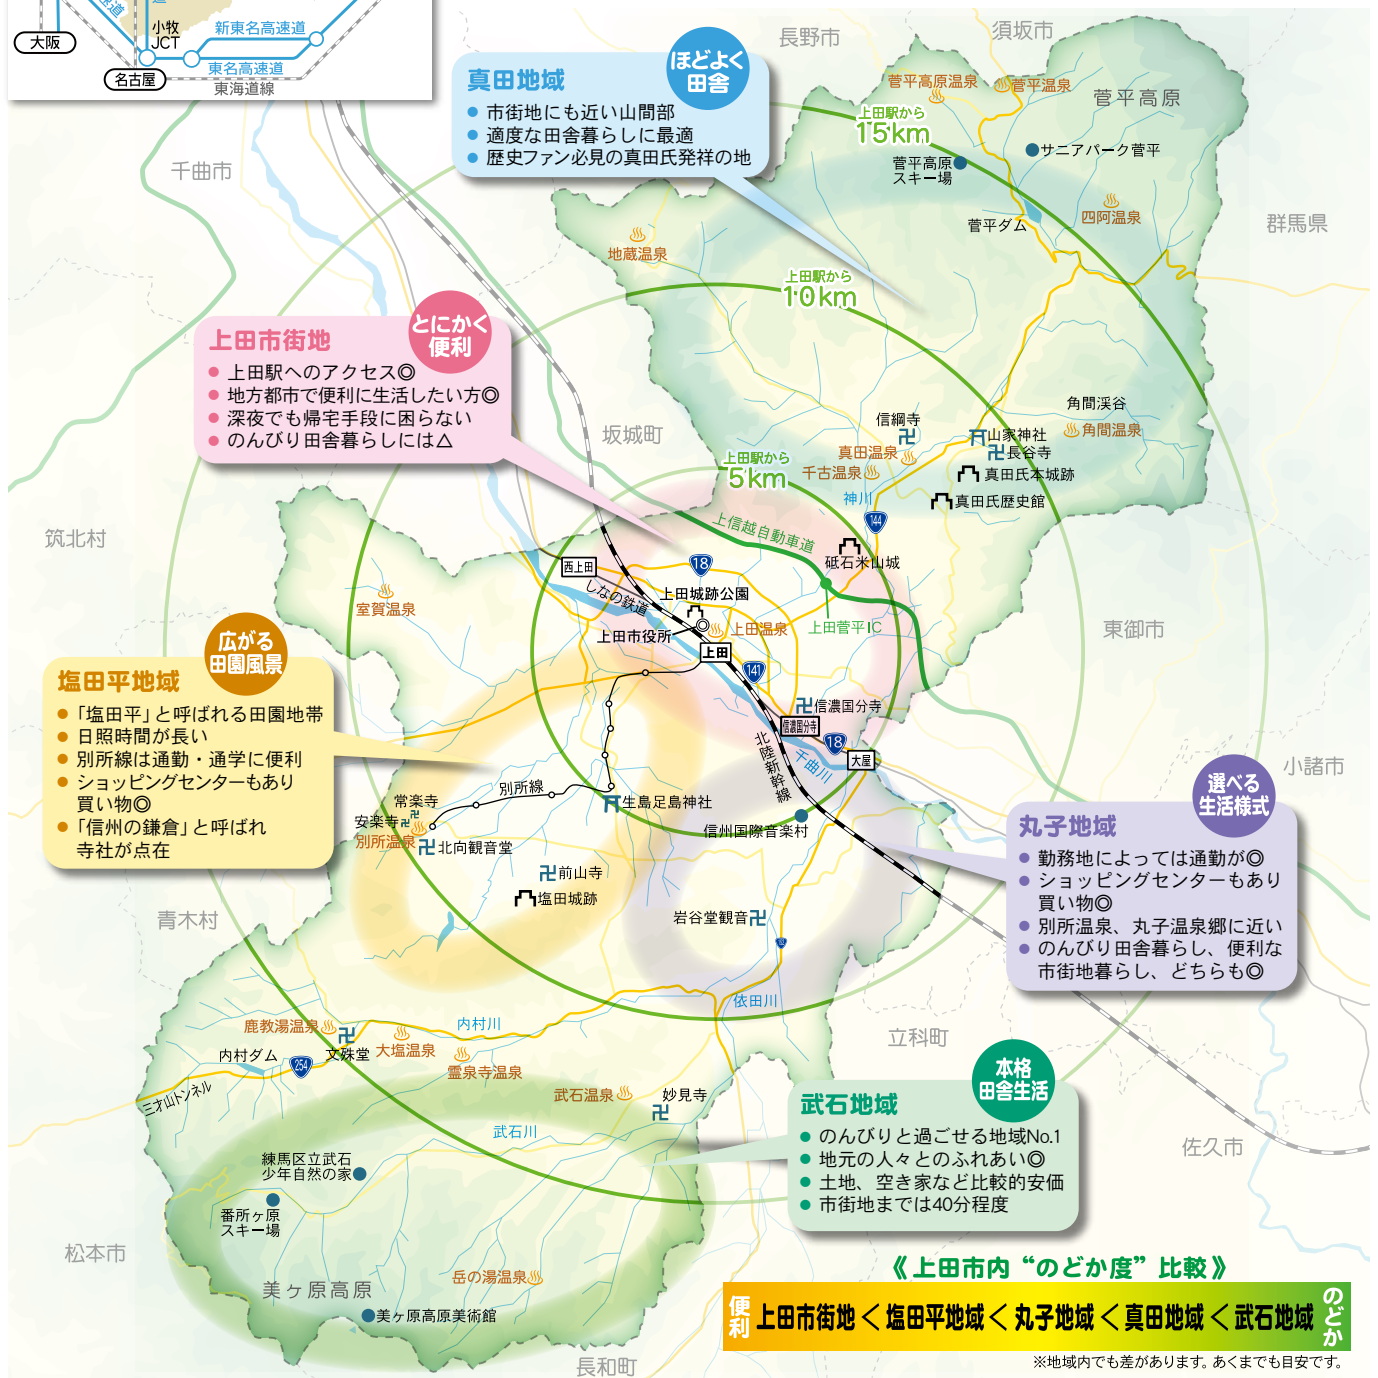 大阪
名古屋
小牧
JCT
新東名高速道
東名高速道
東海道線
道
速道
長野市
須坂市
千曲市
群馬県
坂城町
筑北村
東御市
小諸市
青木村
立科町
佐久市
松本市
長和町
真田地域
ほどよく
田舎
市街地にも近い山間部
適度な田舎暮らしに最適
歴史ファン必見の真田氏発祥の地
菅平高原温泉
菅平温泉
菅平高原
上田駅から
15km
サニアパーク菅平
菅平高原
スキー場
四阿温泉
菅平ダム
地蔵温泉
上田駅から
10km
上田市街地
とにかく
便利
上田駅へのアクセス◎
地方都市で便利に生活したい方◎
深夜でも帰宅手段に困らない
のんびり田舎暮らしには△
角間渓谷
角間温泉
信綱寺
山家神社
長谷寺
真田温泉
千古温泉
真田氏本城跡
真田氏歴史館
神川
144
上田駅から
5km
上信越自動車道
砥石米山城
西上田
18
しなの鉄道
上田城跡公園
上田市役所
上田温泉
上田菅平IC
上田
141
信濃国分寺
信濃国分寺
18
大屋
千曲川
北陸新幹線
室賀温泉
塩田平地域
広がる
田園風景
「塩田平」と呼ばれる田園地帯
日照時間が長い
別所線は通勤・通学に便利
ショッピングセンターもあり
買い物◎
「信州の鎌倉」と呼ばれ
寺社が点在
別所線
常楽寺
安楽寺
別所温泉
北向観音堂
生島足島神社
信州国際音楽村
前山寺
塩田城跡
岩谷堂観音
丸子地域
選べる
生活様式
勤務地によっては通勤が◎
ショッピングセンターもあり
買い物◎
別所温泉、丸子温泉郷に近い
のんびり田舎暮らし、便利な
市街地暮らし、どちらも◎
依田川
内村川
鹿教湯温泉
文殊堂
大塩温泉
内村ダム
254
霊泉寺温泉
三才山トンネル
武石温泉
妙見寺
武石川
武石地域
本格
田舎生活
のんびりと過ごせる地域No.1
地元の人々とのふれあい◎
土地、空き家など比較的安価
市街地までは40分程度
練馬区立武石
少年自然の家
番所ヶ原
スキー場
美ヶ原高原
岳の湯温泉
美ヶ原高原美術館
《上田市内“のどか度”比較》
便利 上田市街地＜塩田平地域＜丸子地域＜真田地域＜武石地域 のどか
※地域内でも差があります。あくまでも目安です。